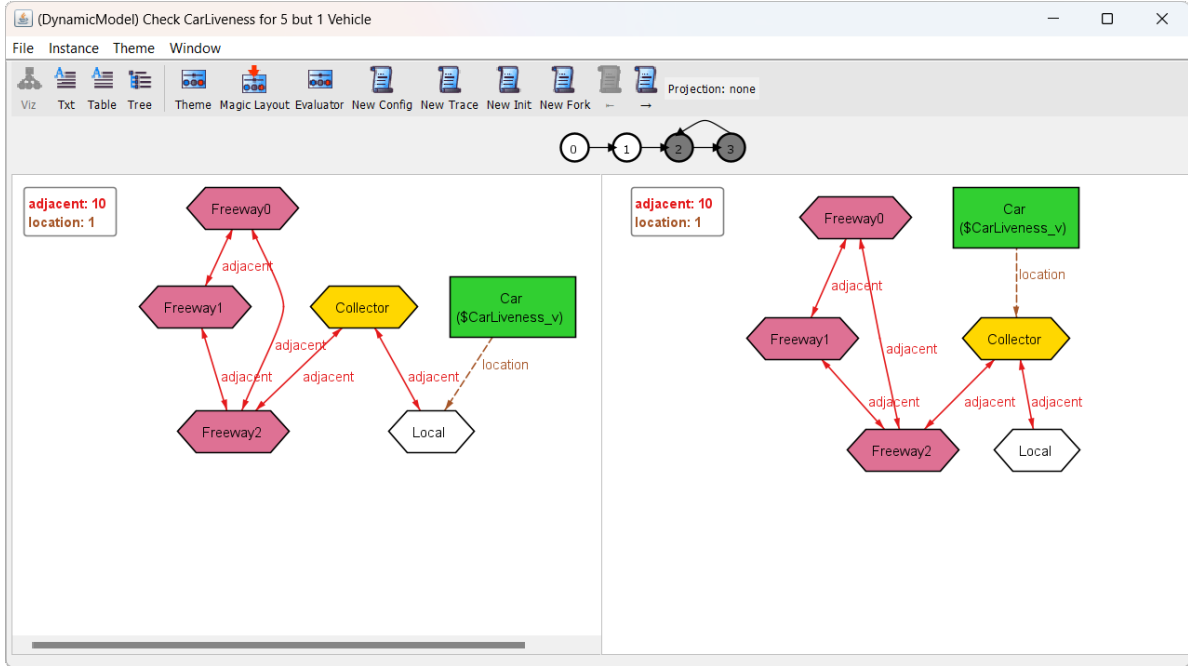 (DynamicModel) Check CarLiveness for 5 but 1 Vehicle
File Instance Theme Window
Viz Txt Table Tree Theme Magic Layout Evaluator New Config New Trace New Init New Fork ← → Projection: none
0 1 2 3
adjacent: 10
location: 1
Freeway0
adjacent
Freeway1
Collector
Car
($CarLiveness_v)
adjacent
location
adjacent
adjacent
adjacent
Freeway2
Local
adjacent: 10
location: 1
Freeway0
Car
($CarLiveness_v)
location
adjacent
Freeway1
Collector
adjacent
adjacent
adjacent
adjacent
Freeway2
Local